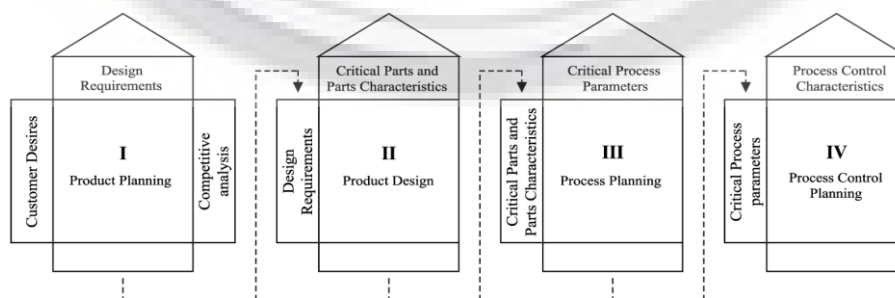 Design
Requirements
Customer Desires
I
Product Planning
Competitive
analysis
Critical Parts and
Parts Characteristics
Design
Requirements
II
Product Design
Critical Process
Parameters
Critical Parts and
Parts Characteristics
III
Process Planning
Process Control
Characteristics
Critical Process
parameters
IV
Process Control
Planning